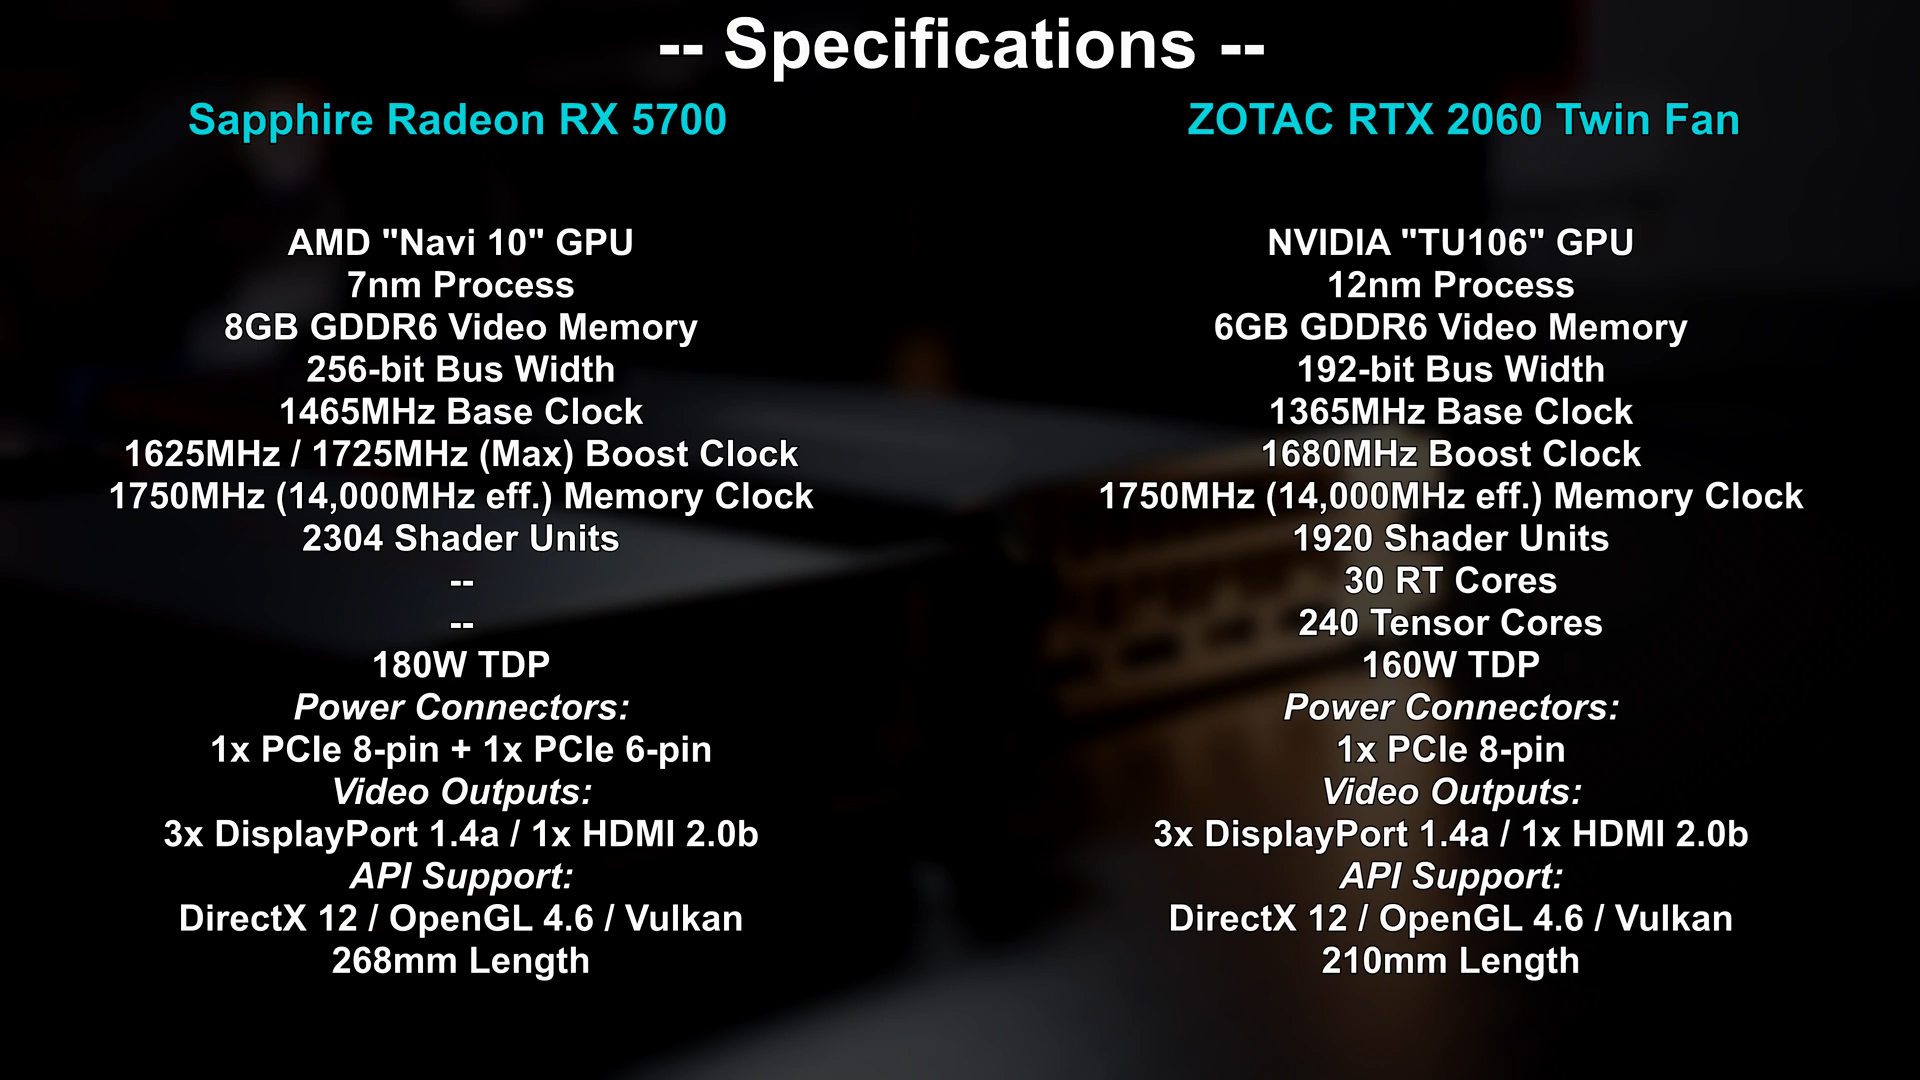 -- Specifications --
Sapphire Radeon RX 5700
AMD "Navi 10" GPU
7nm Process
8GB GDDR6 Video Memory
256-bit Bus Width
1465MHz Base Clock
1625MHz / 1725MHz (Max) Boost Clock
1750MHz (14,000MHz eff.) Memory Clock
2304 Shader Units
--
--
180W TDP
Power Connectors:
1x PCIe 8-pin + 1x PCIe 6-pin
Video Outputs:
3x DisplayPort 1.4a / 1x HDMI 2.0b
API Support:
DirectX 12 / OpenGL 4.6 / Vulkan
268mm Length
ZOTAC RTX 2060 Twin Fan
NVIDIA "TU106" GPU
12nm Process
6GB GDDR6 Video Memory
192-bit Bus Width
1365MHz Base Clock
1680MHz Boost Clock
1750MHz (14,000MHz eff.) Memory Clock
1920 Shader Units
30 RT Cores
240 Tensor Cores
160W TDP
Power Connectors:
1x PCIe 8-pin
Video Outputs:
3x DisplayPort 1.4a / 1x HDMI 2.0b
API Support:
DirectX 12 / OpenGL 4.6 / Vulkan
210mm Length